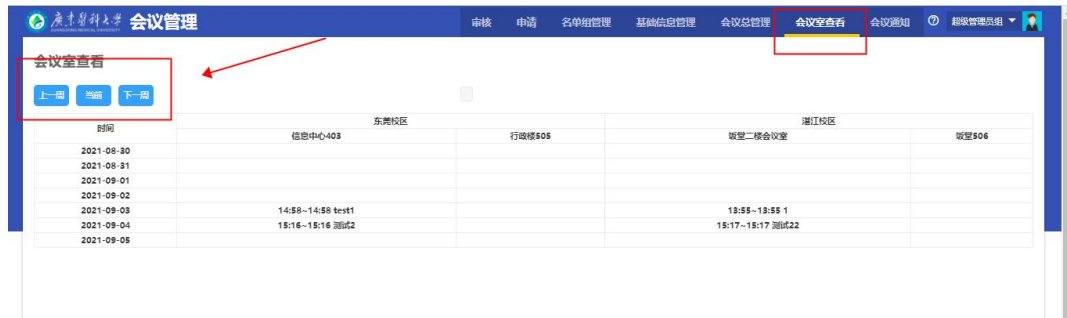 广东医科大学 会议管理 审核 申请 名单组管理 基础信息管理 会议总管理 会议室查看 会议通知 超级管理员组
GUANGDONG MEDICAL UNIVERSITY
会议室查看
上一周 当前 下一周
时间 东莞校区 湛江校区
信息中心403 行政楼505 饭堂二楼会议室 饭堂506
2021-08-30
2021-08-31
2021-09-01
2021-09-02
2021-09-03 14:58~14:58 test1 13:55~13:55 1
2021-09-04 15:16~15:16 测试2 15:17~15:17 测试22
2021-09-05